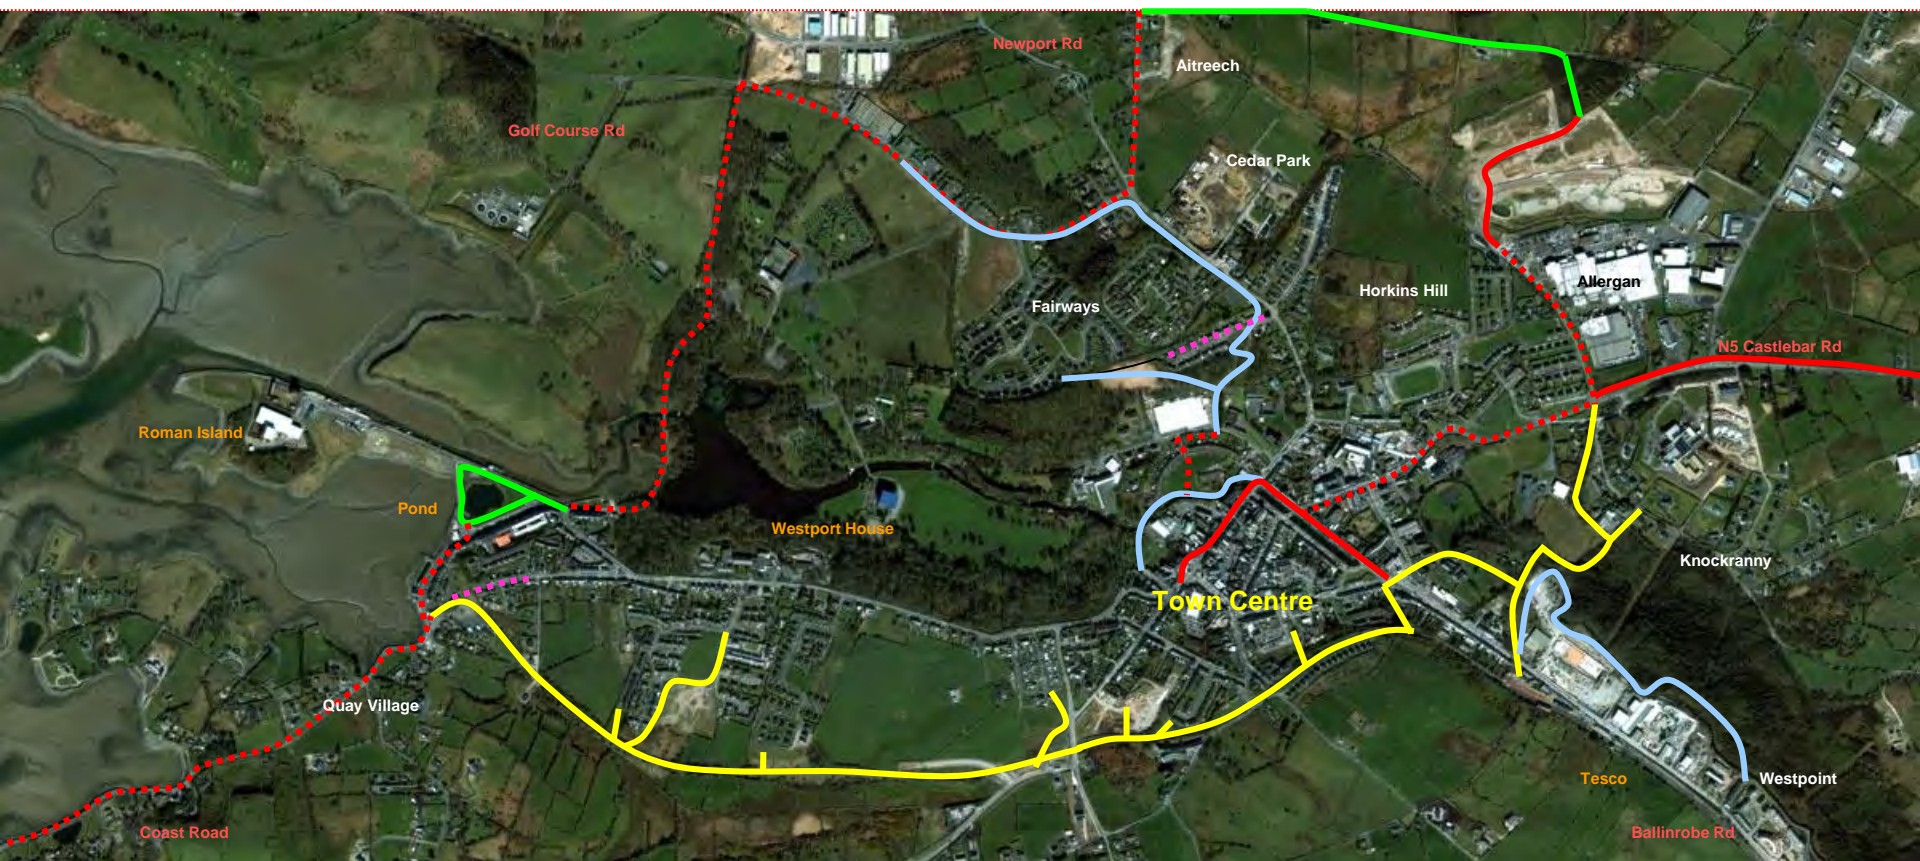 Newport Rd
Aitreech
Golf Course Rd
Cedar Park
Allergan
Horkins Hill
Fairways
N5 Castlebar Rd
Roman Island
Pond
Westport House
Knockranny
Town Centre
Quay Village
Tesco
Westpoint
Coast Road
Ballinrobe Rd